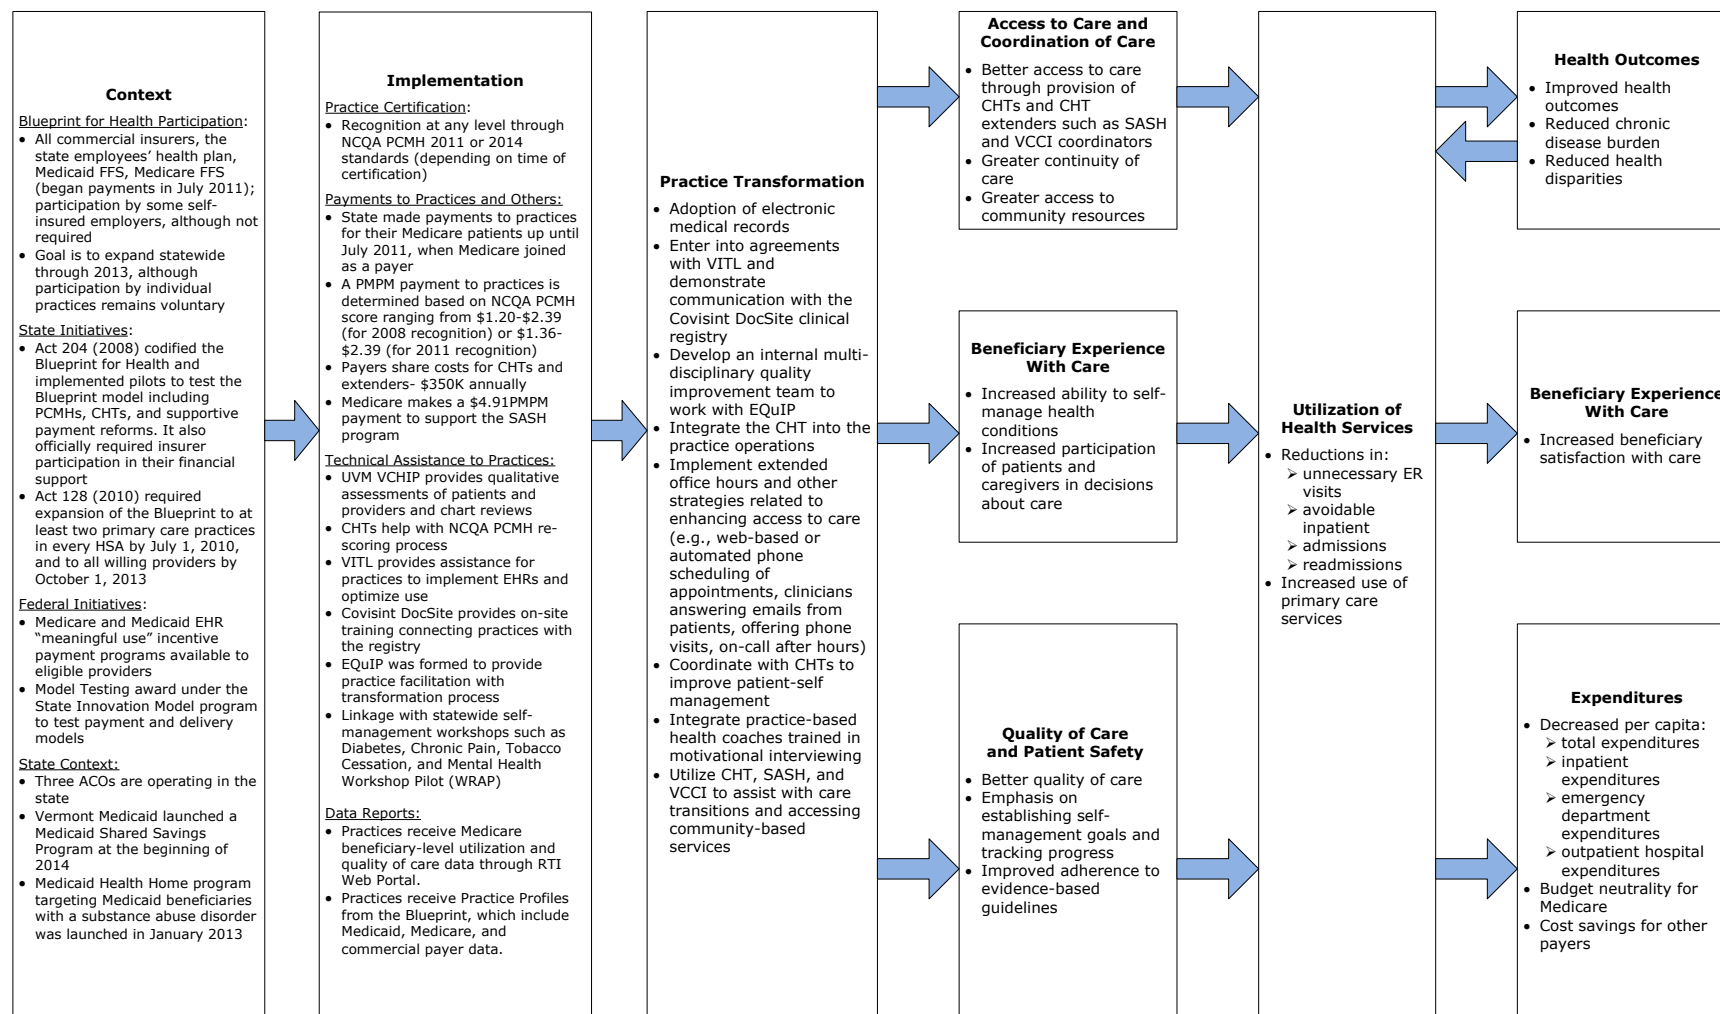 Context
Blueprint for Health Participation:
• All commercial insurers, the
state employees’ health plan,
Medicaid FFS, Medicare FFS
(began payments in July 2011);
participation by some self-
insured employers, although not
required
• Goal is to expand statewide
through 2013, although
participation by individual
practices remains voluntary
State Initiatives:
• Act 204 (2008) codified the
Blueprint for Health and
implemented pilots to test the
Blueprint model including
PCMHs, CHTs, and supportive
payment reforms. It also
officially required insurer
participation in their financial
support
• Act 128 (2010) required
expansion of the Blueprint to at
least two primary care practices
in every HSA by July 1, 2010,
and to all willing providers by
October 1, 2013
Federal Initiatives:
• Medicare and Medicaid EHR
“meaningful use” incentive
payment programs available to
eligible providers
• Model Testing award under the
State Innovation Model program
to test payment and delivery
models
State Context:
• Three ACOs are operating in the
state
• Vermont Medicaid launched a
Medicaid Shared Savings
Program at the beginning of
2014
• Medicaid Health Home program
targeting Medicaid beneficiaries
with a substance abuse disorder
was launched in January 2013
Implementation
Practice Certification:
• Recognition at any level through
NCQA PCMH 2011 or 2014
standards (depending on time of
certification)
Payments to Practices and Others:
• State made payments to practices
for their Medicare patients up until
July 2011, when Medicare joined
as a payer
• A PMPM payment to practices is
determined based on NCQA PCMH
score ranging from $1.20-$2.39
(for 2008 recognition) or $1.36-
$2.39 (for 2011 recognition)
• Payers share costs for CHTs and
extenders- $350K annually
• Medicare makes a $4.91PMPM
payment to support the SASH
program
Technical Assistance to Practices:
• UVM VCHIP provides qualitative
assessments of patients and
providers and chart reviews
• CHTs help with NCQA PCMH re-
scoring process
• VITL provides assistance for
practices to implement EHRs and
optimize use
• Covisint DocSite provides on-site
training connecting practices with
the registry
• EQuIP was formed to provide
practice facilitation with
transformation process
• Linkage with statewide self-
management workshops such as
Diabetes, Chronic Pain, Tobacco
Cessation, and Mental Health
Workshop Pilot (WRAP)
Data Reports:
• Practices receive Medicare
beneficiary-level utilization and
quality of care data through RTI
Web Portal.
• Practices receive Practice Profiles
from the Blueprint, which include
Medicaid, Medicare, and
commercial payer data.
Practice Transformation
• Adoption of electronic
medical records
• Enter into agreements
with VITL and
demonstrate
communication with the
Covisint DocSite clinical
registry
• Develop an internal multi-
disciplinary quality
improvement team to
work with EQuIP
• Integrate the CHT into the
practice operations
• Implement extended
office hours and other
strategies related to
enhancing access to care
(e.g., web-based or
automated phone
scheduling of
appointments, clinicians
answering emails from
patients, offering phone
visits, on-call after hours)
• Coordinate with CHTs to
improve patient-self
management
• Integrate practice-based
health coaches trained in
motivational interviewing
• Utilize CHT, SASH, and
VCCI to assist with care
transitions and accessing
community-based
services
Access to Care and
Coordination of Care
• Better access to care
through provision of
CHTs and CHT
extenders such as SASH
and VCCI coordinators
• Greater continuity of
care
• Greater access to
community resources
Beneficiary Experience
With Care
• Increased ability to self-
manage health
conditions
• Increased participation
of patients and
caregivers in decisions
about care
Quality of Care
and Patient Safety
• Better quality of care
• Emphasis on
establishing self-
management goals and
tracking progress
• Improved adherence to
evidence-based
guidelines
Utilization of
Health Services
• Reductions in:
➢ unnecessary ER
visits
➢ avoidable
inpatient
➢ admissions
➢ readmissions
• Increased use of
primary care
services
Health Outcomes
• Improved health
outcomes
• Reduced chronic
disease burden
• Reduced health
disparities
Beneficiary Experience
With Care
• Increased beneficiary
satisfaction with care
Expenditures
• Decreased per capita:
➢ total expenditures
➢ inpatient
expenditures
➢ emergency
department
expenditures
➢ outpatient hospital
expenditures
• Budget neutrality for
Medicare
• Cost savings for other
payers